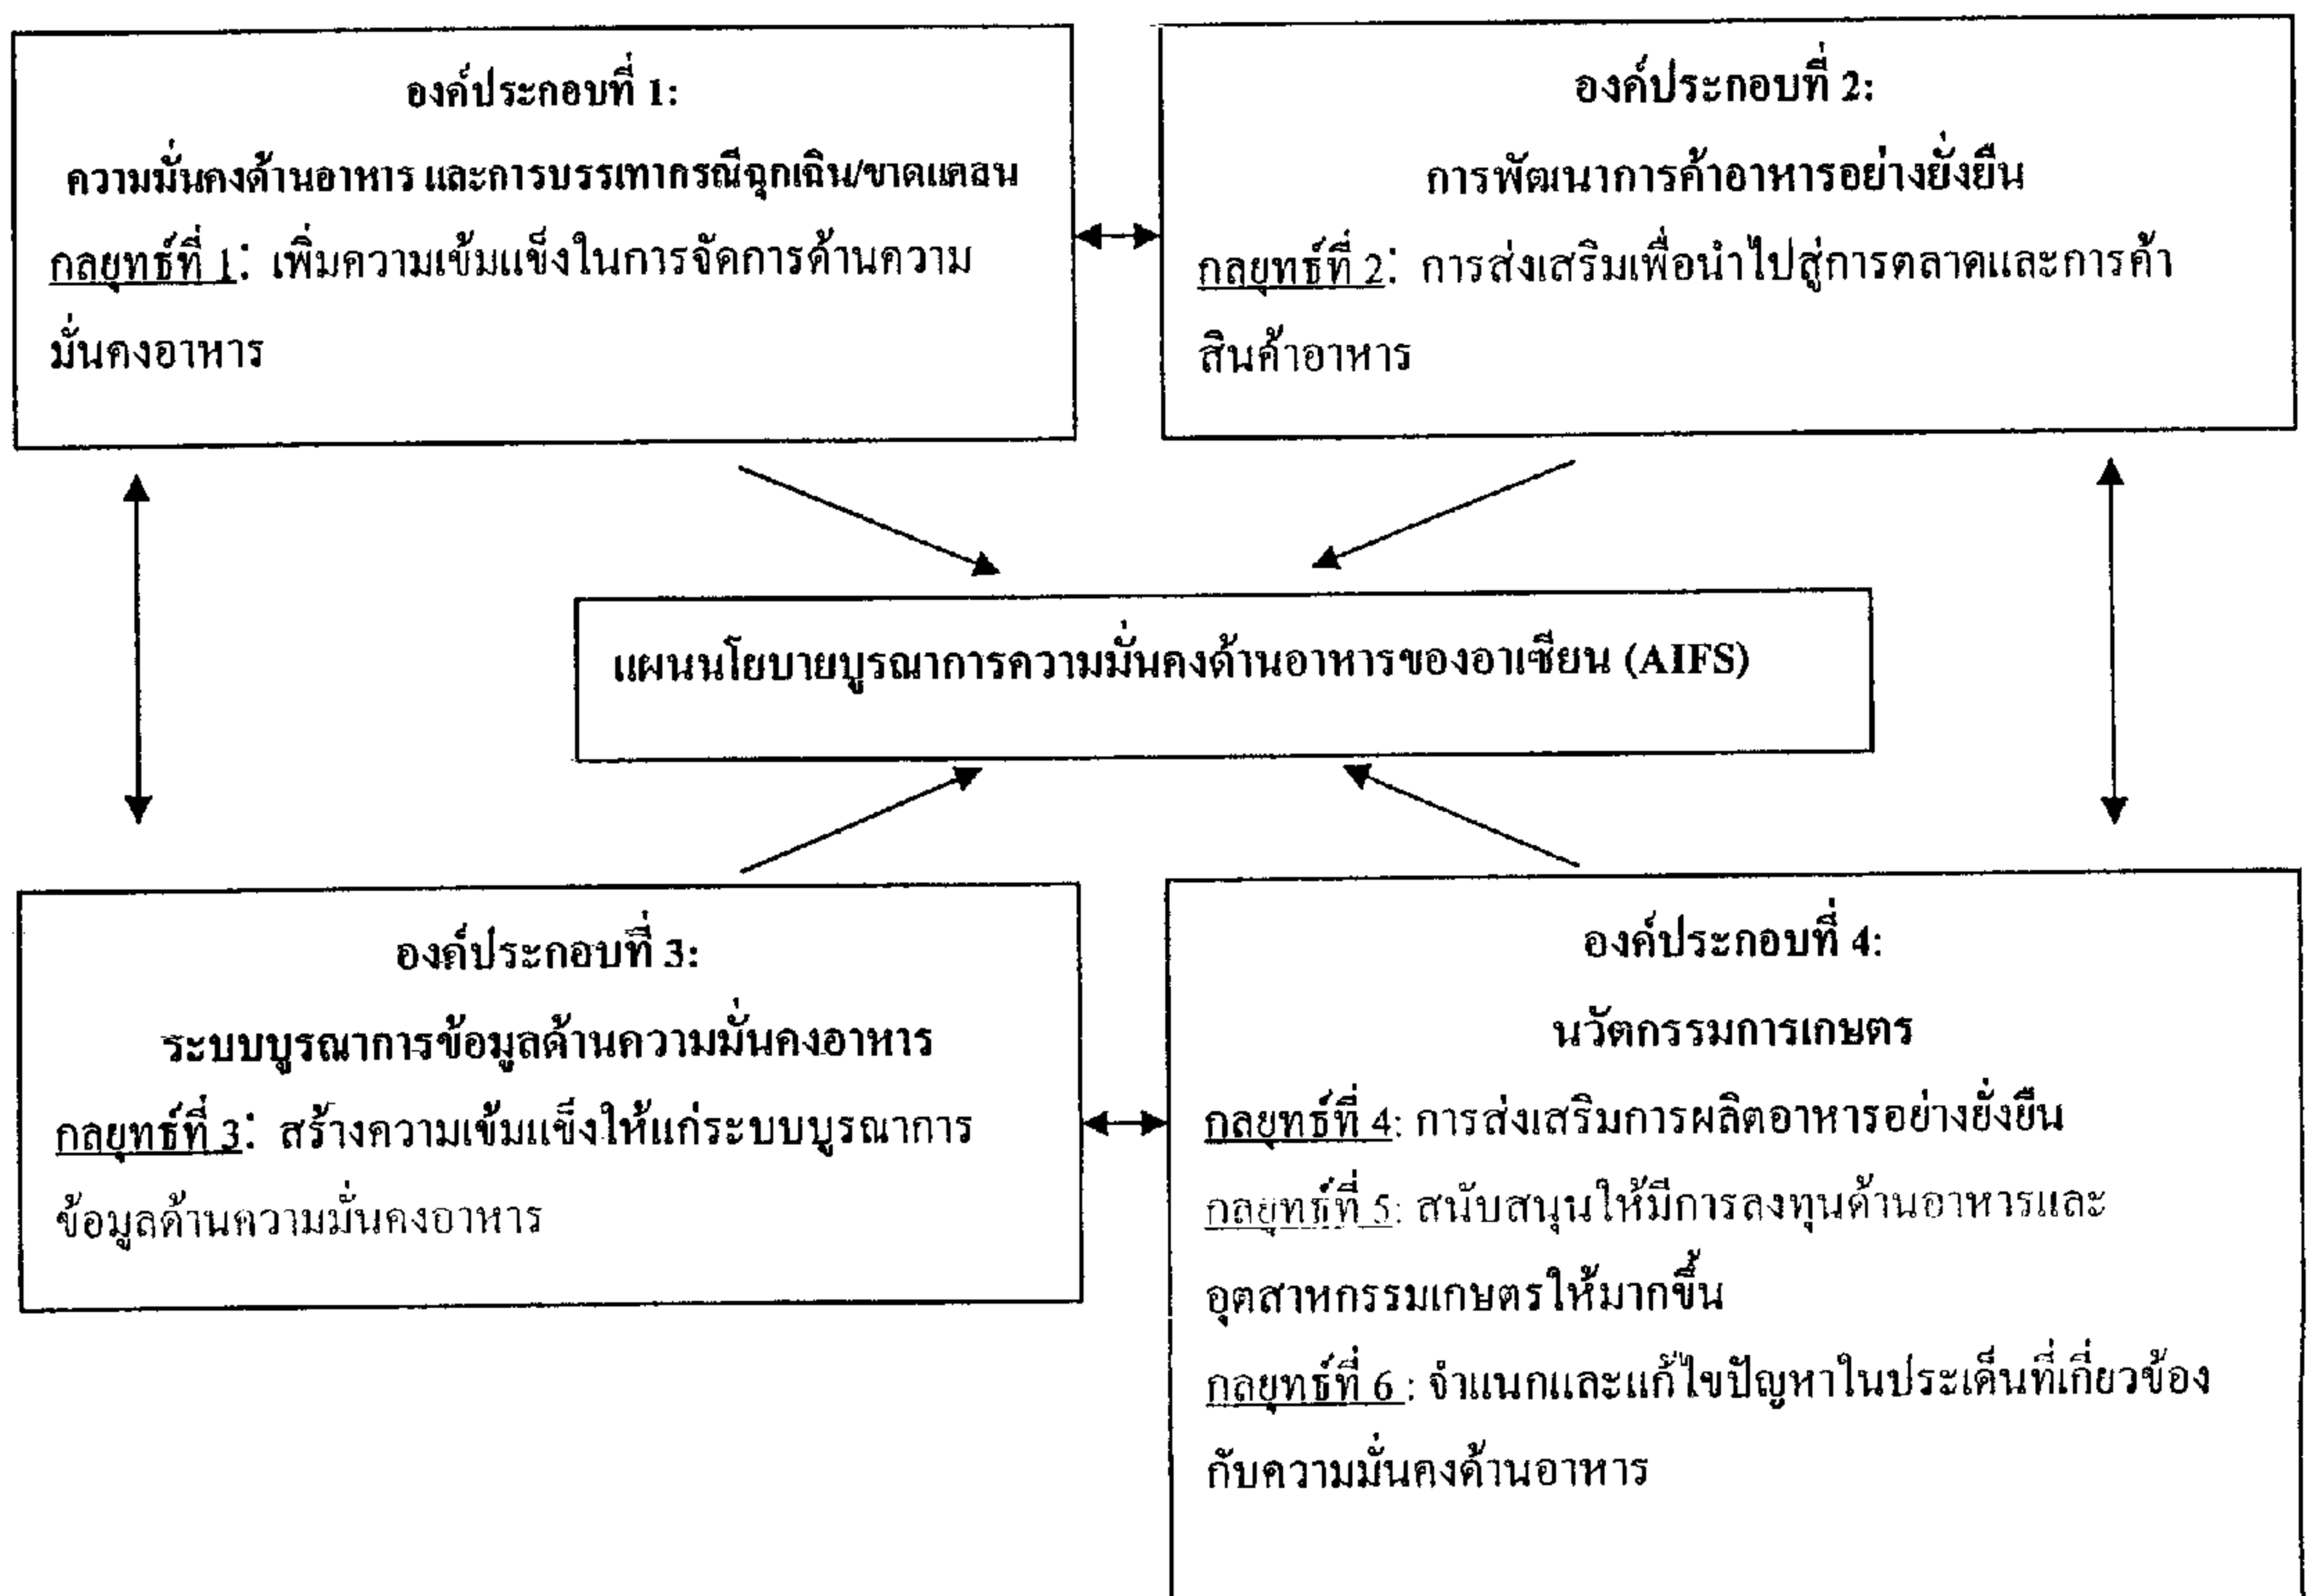 องค์ประกอบที่ 1:
ความมั่นคงด้านอาหาร และการบรรเทากรณีฉุกเฉิน/ขาดแคลน
กลยุทธ์ที่ 1: เพิ่มความเข้มแข็งในการจัดการด้านความ
มั่นคงอาหาร
องค์ประกอบที่ 2:
การพัฒนาการค้าอาหารอย่างยั่งยืน
กลยุทธ์ที่ 2: การส่งเสริมเพื่อนำไปสู่การตลาดและการค้า
สินค้าอาหาร
แผนนโยบายบูรณาการความมั่นคงด้านอาหารของอาเซียน (AIFS)
องค์ประกอบที่ 3:
ระบบบูรณาการข้อมูลด้านความมั่นคงอาหาร
กลยุทธ์ที่ 3: สร้างความเข้มแข็งให้แก่ระบบบูรณาการ
ข้อมูลด้านความมั่นคงอาหาร
องค์ประกอบที่ 4:
นวัตกรรมการเกษตร
กลยุทธ์ที่ 4: การส่งเสริมการผลิตอาหารอย่างยั่งยืน
กลยุทธ์ที่ 5: สนับสนุนให้มีการลงทุนด้านอาหารและ
อุตสาหกรรมเกษตรให้มากขึ้น
กลยุทธ์ที่ 6 : จำแนกและแก้ไขปัญหาในประเด็นที่เกี่ยวข้อง
กับความมั่นคงด้านอาหาร